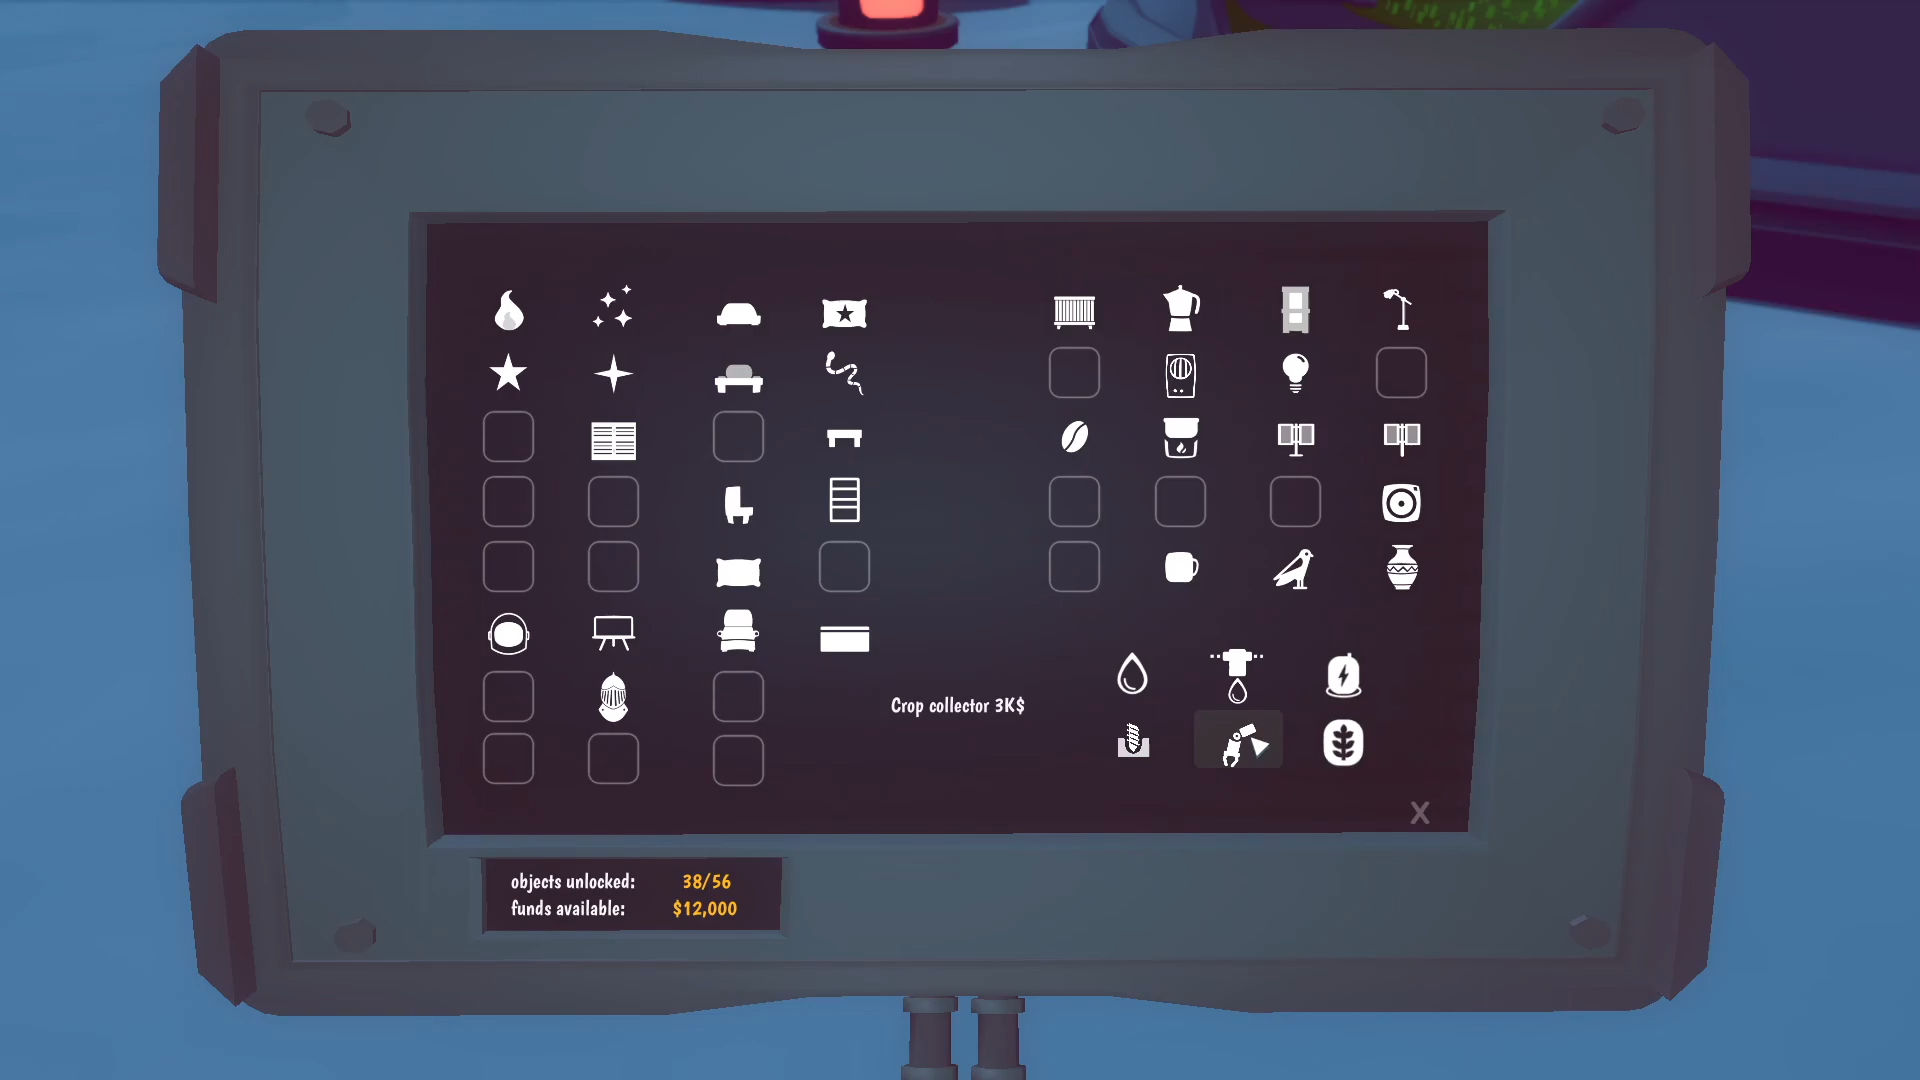 Crop collector 3K$
X
objects unlocked: 38/56
funds available: $12,000